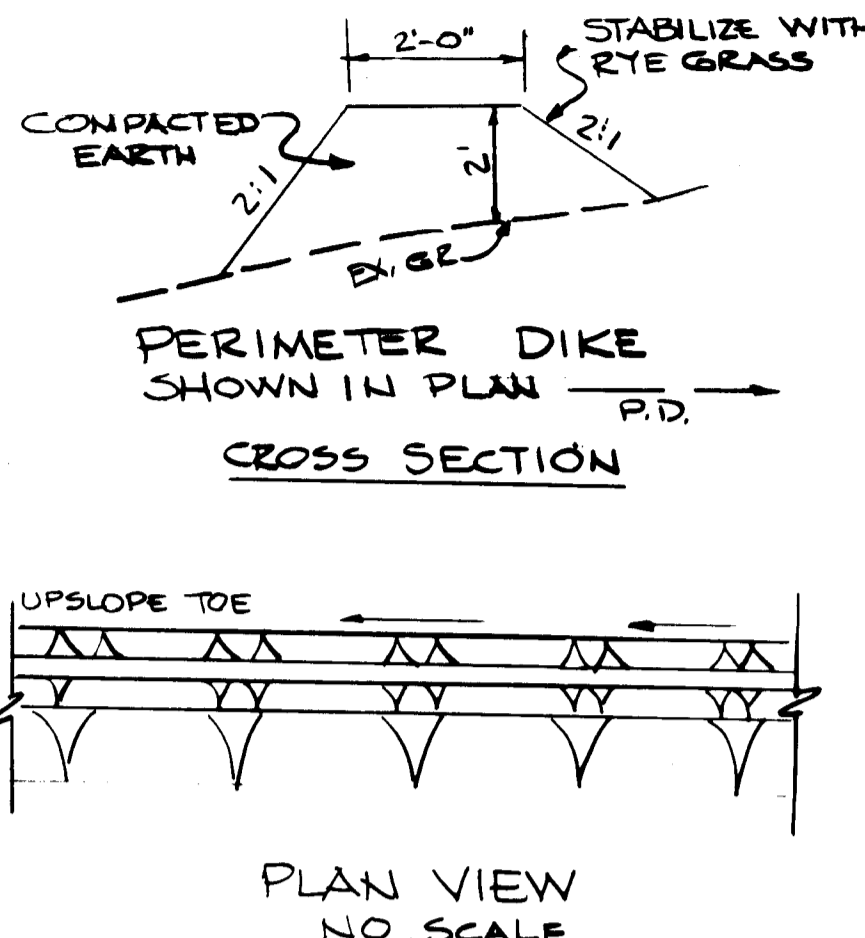 2'-0"
STABILIZE WITH
RYE GRASS
COMPACTED
EARTH
2:1
2'
2:1
EX. GR
PERIMETER DIKE
SHOWN IN PLAN
P.D.
CROSS SECTION
UPSLOPE TOE
PLAN VIEW
NO SCALE